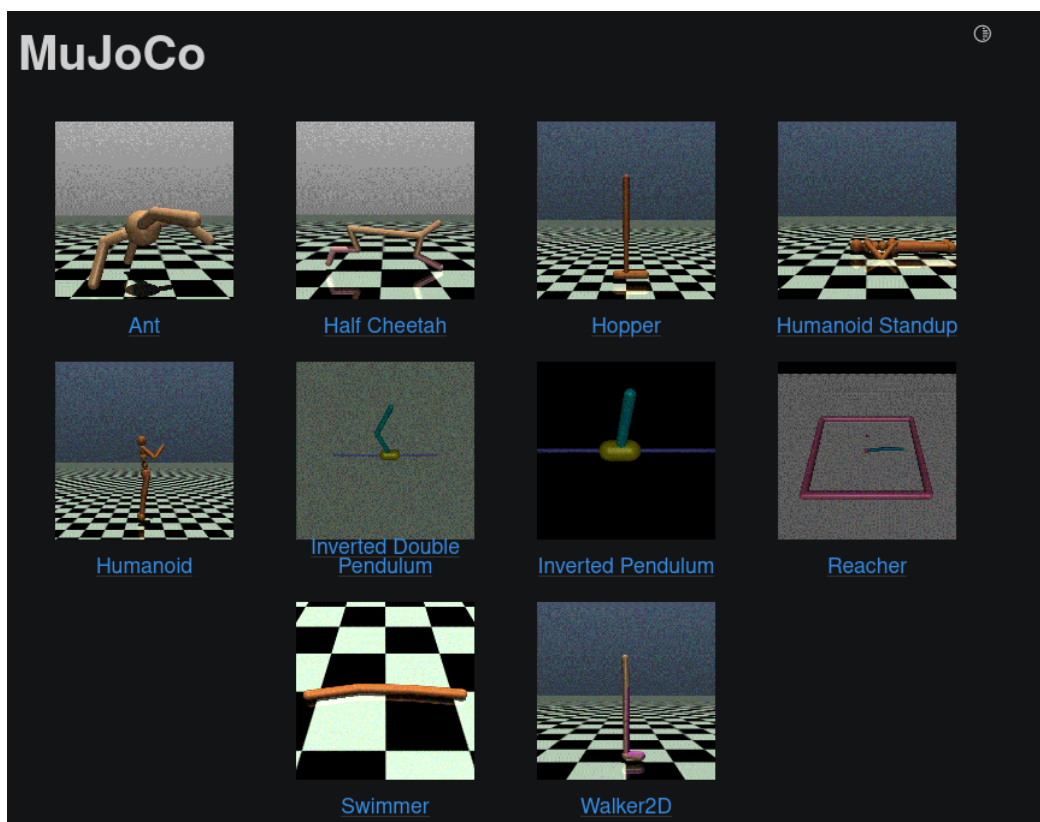 MuJoCo
Ant
Half Cheetah
Hopper
Humanoid Standup
Humanoid
Inverted Double
Pendulum
Inverted Pendulum
Reacher
Swimmer
Walker2D